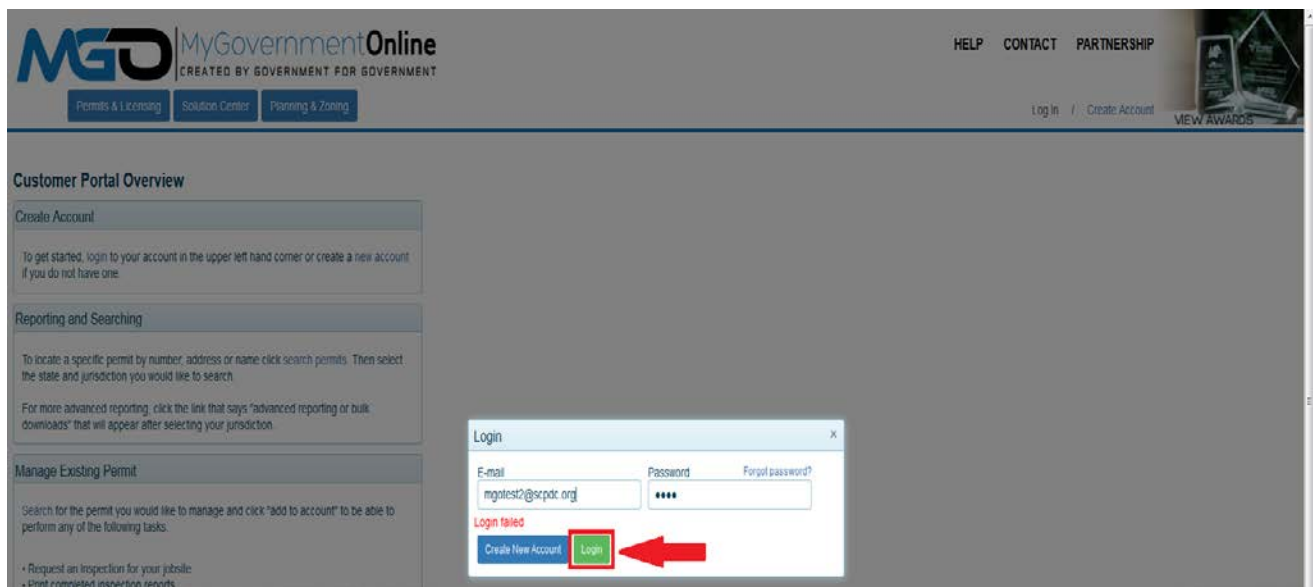 MGO MyGovernmentOnline
CREATED BY GOVERNMENT FOR GOVERNMENT
HELP CONTACT PARTNERSHIP
Permits & Licensing Solution Center Planning & Zoning
Log In / Create Account
VIEW AWARDS
Customer Portal Overview
Create Account
To get started, login to your account in the upper left hand corner or create a new account
if you do not have one.
Reporting and Searching
To locate a specific permit by number, address or name click search permits. Then select
the state and jurisdiction you would like to search.
For more advanced reporting, click the link that says "advanced reporting or bulk
downloads" that will appear after selecting your jurisdiction.
Manage Existing Permit
Search for the permit you would like to manage and click "add to account" to be able to
perform any of the following tasks.
• Request an inspection for your jobsite
• Print completed inspection reports
Login x
E-mail Password Forgot password?
mgotest2@scpdc.org ••••
Login failed
Create New Account Login